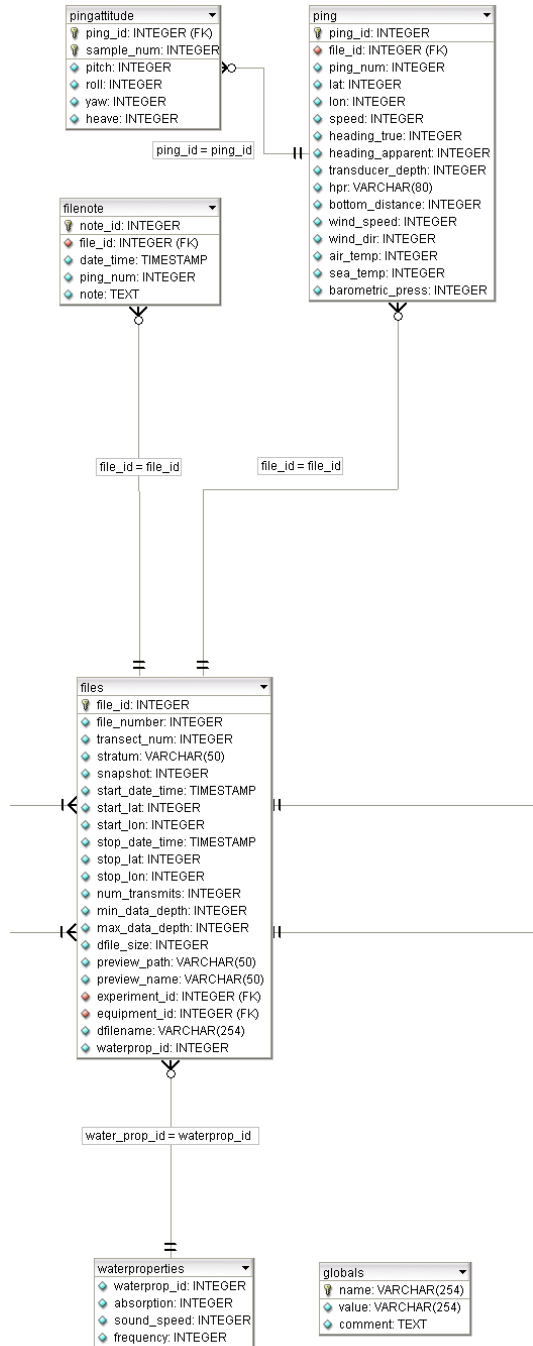 pingattitude
ping_id: INTEGER (FK)
sample_num: INTEGER
pitch: INTEGER
roll: INTEGER
yaw: INTEGER
heave: INTEGER
ping
ping_id: INTEGER
file_id: INTEGER (FK)
ping_num: INTEGER
lat: INTEGER
lon: INTEGER
speed: INTEGER
heading_true: INTEGER
heading_apparent: INTEGER
transducer_depth: INTEGER
hpr: VARCHAR(80)
bottom_distance: INTEGER
wind_speed: INTEGER
wind_dir: INTEGER
air_temp: INTEGER
sea_temp: INTEGER
barometric_press: INTEGER
ping_id = ping_id
filenote
note_id: INTEGER
file_id: INTEGER (FK)
date_time: TIMESTAMP
ping_num: INTEGER
note: TEXT
file_id = file_id
file_id = file_id
files
file_id: INTEGER
file_number: INTEGER
transect_num: INTEGER
stratum: VARCHAR(50)
snapshot: INTEGER
start_date_time: TIMESTAMP
start_lat: INTEGER
start_lon: INTEGER
stop_date_time: TIMESTAMP
stop_lat: INTEGER
stop_lon: INTEGER
num_transmits: INTEGER
min_data_depth: INTEGER
max_data_depth: INTEGER
dfile_size: INTEGER
preview_path: VARCHAR(50)
preview_name: VARCHAR(50)
experiment_id: INTEGER (FK)
equipment_id: INTEGER (FK)
dfilename: VARCHAR(254)
waterprop_id: INTEGER
water_prop_id = waterprop_id
waterproperties
waterprop_id: INTEGER
absorption: INTEGER
sound_speed: INTEGER
frequency: INTEGER
globals
name: VARCHAR(254)
value: VARCHAR(254)
comment: TEXT